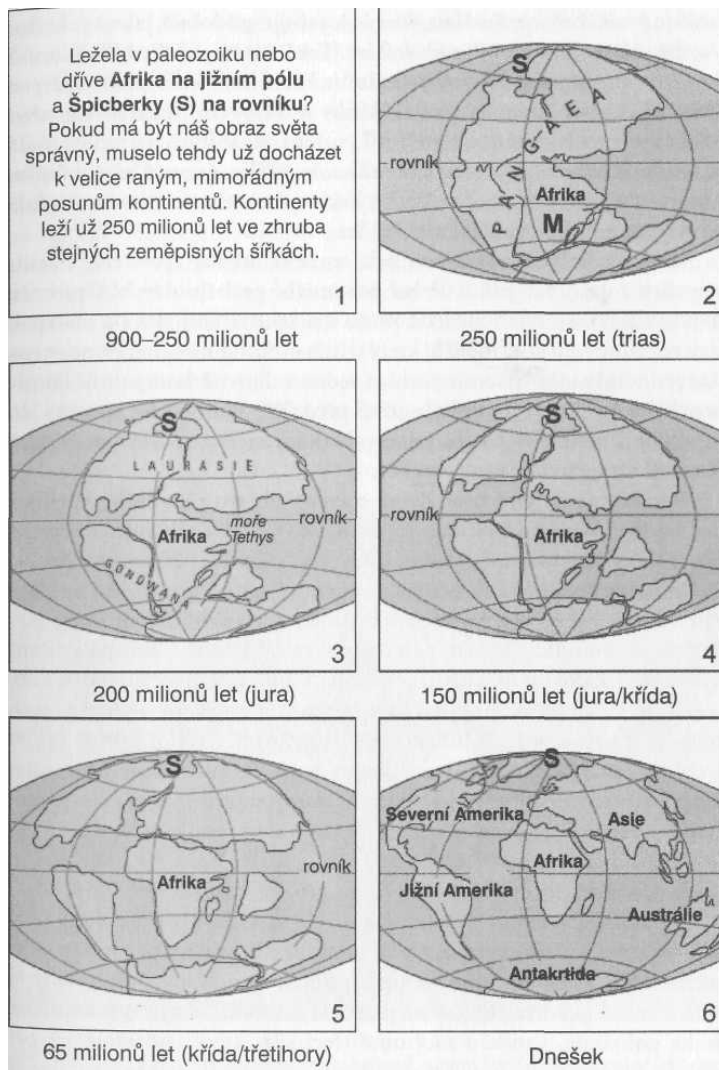 Ležela v paleozoiku nebo
dříve Afrika na jižním pólu
a Špicberky (S) na rovníku?
Pokud má být náš obraz světa
správný, muselo tehdy už docházet
k velice raným, mimořádným
posunům kontinentů. Kontinenty
leží už 250 milionů let ve zhruba
stejných zeměpisných šířkách.
1
900–250 milionů let
S
PANGAEA
rovník
Afrika
M
2
250 milionů let (trias)
S
LAURASIE
moře
Tethys
rovník
Afrika
GONDWANA
3
200 milionů let (jura)
S
rovník
Afrika
4
150 milionů let (jura/křída)
S
Afrika
rovník
5
65 milionů let (křída/třetihory)
S
Severní Amerika
Asie
Afrika
Jížní Amerika
Austrálie
Antakrtida
6
Dnešek